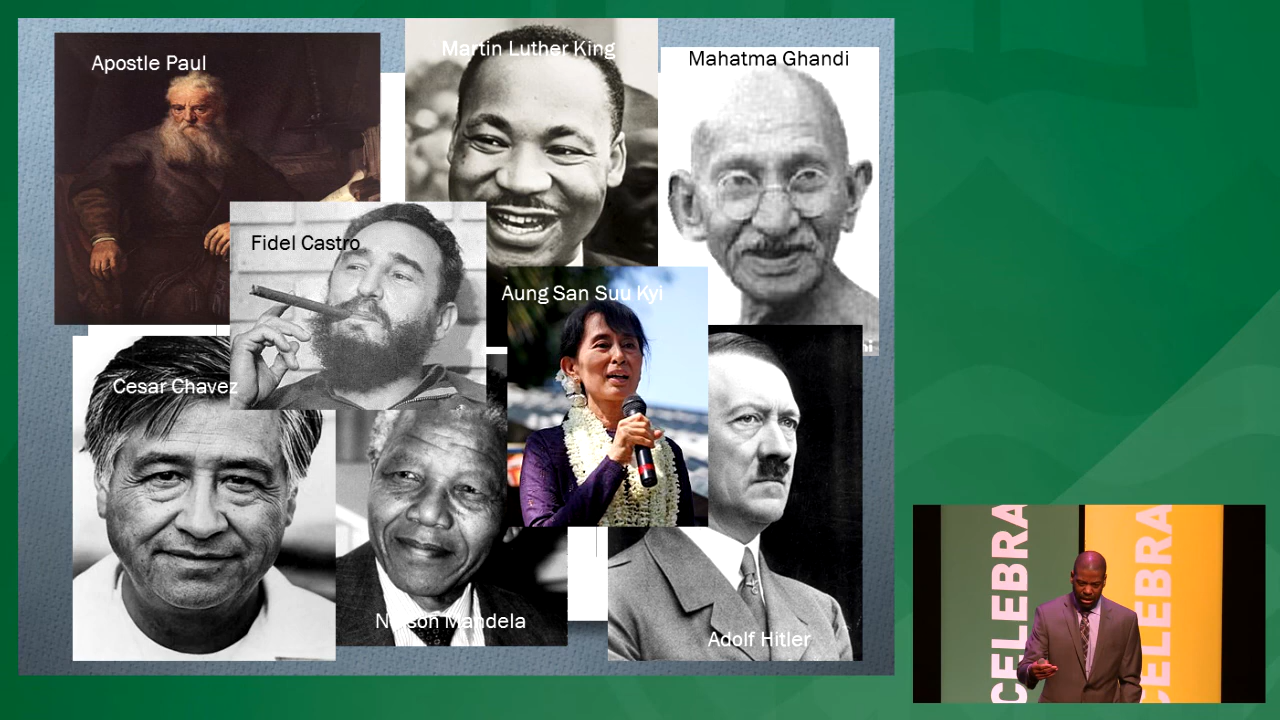 Apostle Paul
Martin Luther King
Mahatma Ghandi
Fidel Castro
Aung San Suu Kyi
Cesar Chavez
Nelson Mandela
Adolf Hitler
CELEBRA
CELEBRA